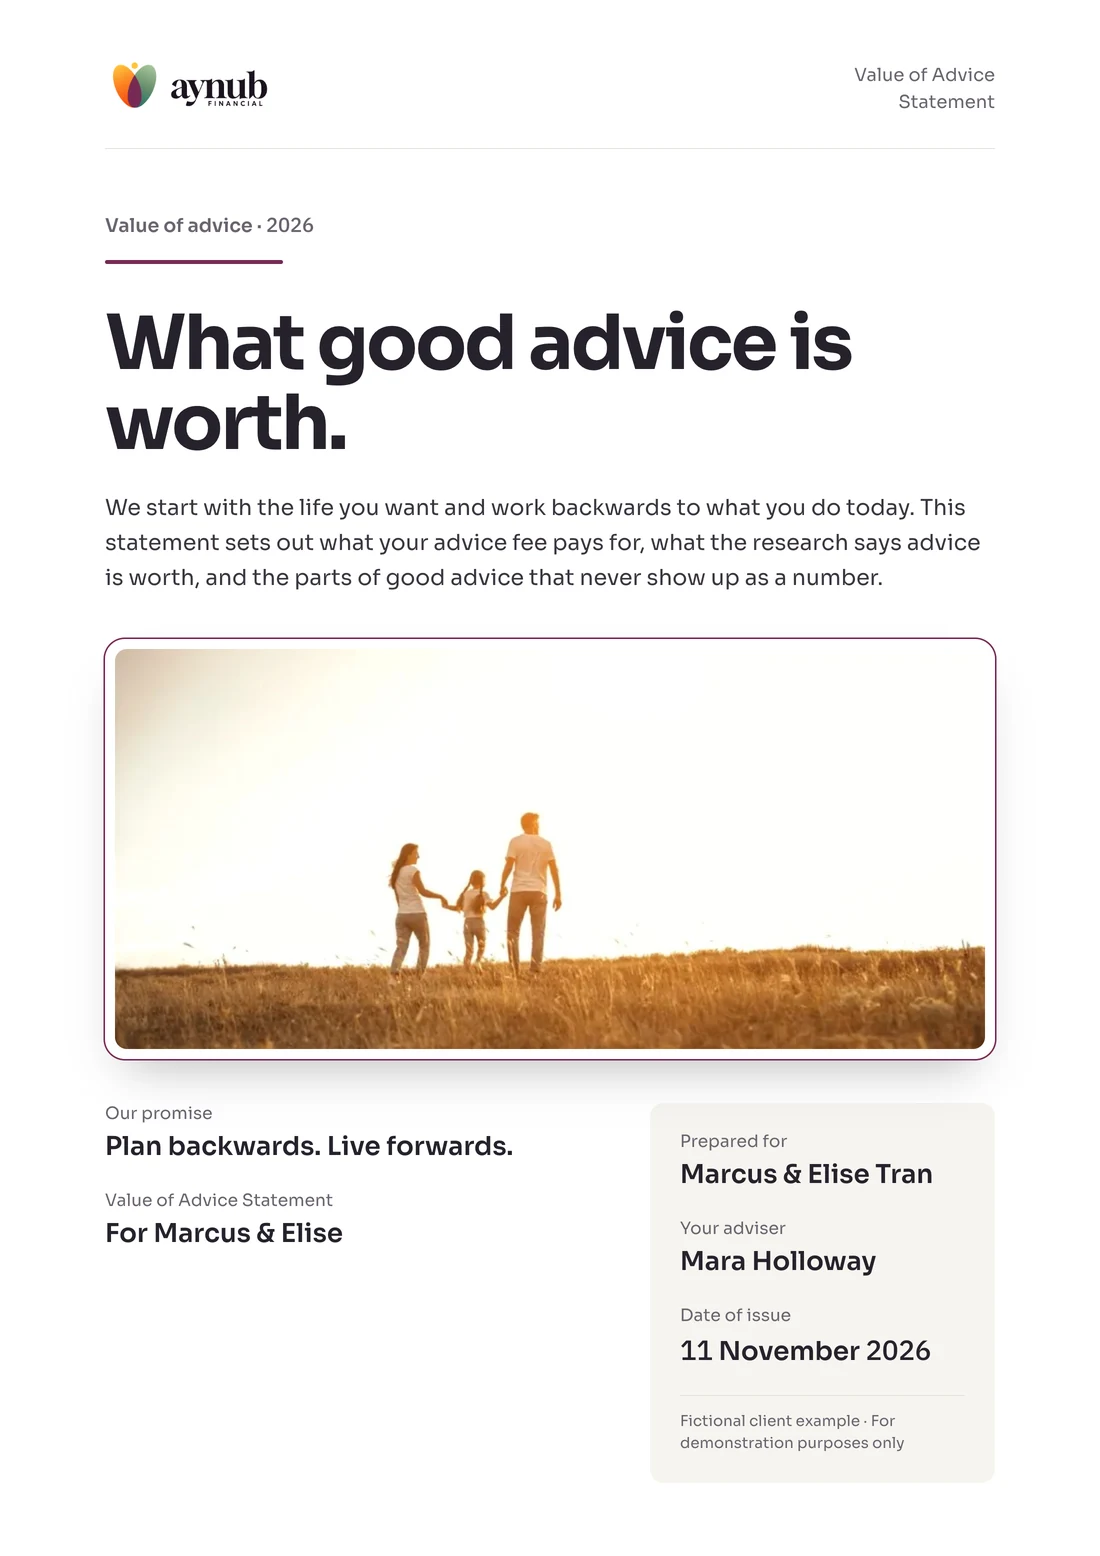 aynub
FINANCIAL
Value of Advice
Statement
Value of advice · 2026
What good advice is
worth.
We start with the life you want and work backwards to what you do today. This
statement sets out what your advice fee pays for, what the research says advice
is worth, and the parts of good advice that never show up as a number.
Our promise
Plan backwards. Live forwards.
Value of Advice Statement
For Marcus & Elise
Prepared for
Marcus & Elise Tran
Your adviser
Mara Holloway
Date of issue
11 November 2026
Fictional client example · For
demonstration purposes only